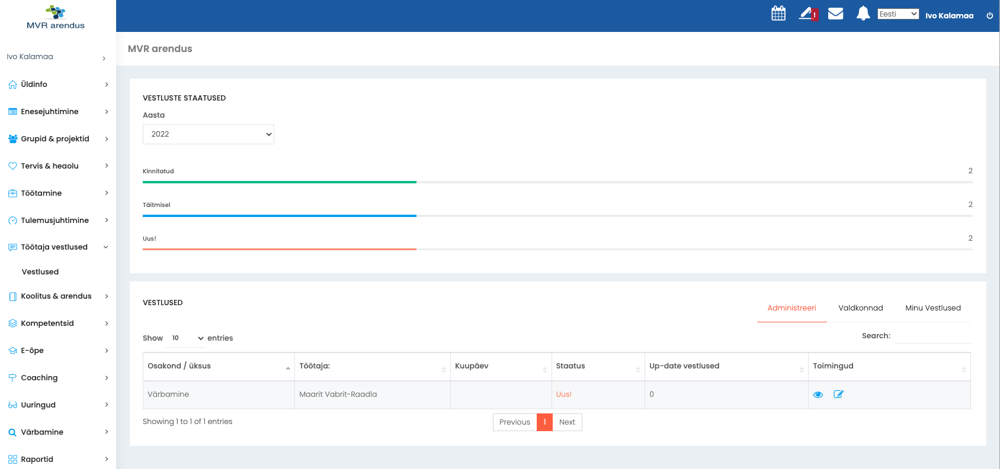 MVR arendus
!
Eesti
Ivo Kalamaa
MVR arendus
Ivo Kalamaa
Üldinfo
Enesejuhtimine
Grupid & projektid
Tervis & heaolu
Töötamine
Tulemusjuhtimine
Töötaja vestlused
Vestlused
Koolitus & arendus
Kompetentsid
E-õpe
Coaching
Uuringud
Värbamine
Raportid
VESTLUSTE STAATUSED
Aasta
2022
Kinnitatud 2
Täitmisel 2
Uus! 2
VESTLUSED
Administreeri Valdkonnad Minu Vestlused
Show 10 entries
Search:
Osakond / üksus Töötaja: Kuupäev Staatus Up-date vestlused Toimingud
Värbamine Maarit Vabrit-Raadla Uus! 0
Showing 1 to 1 of 1 entries
Previous 1 Next